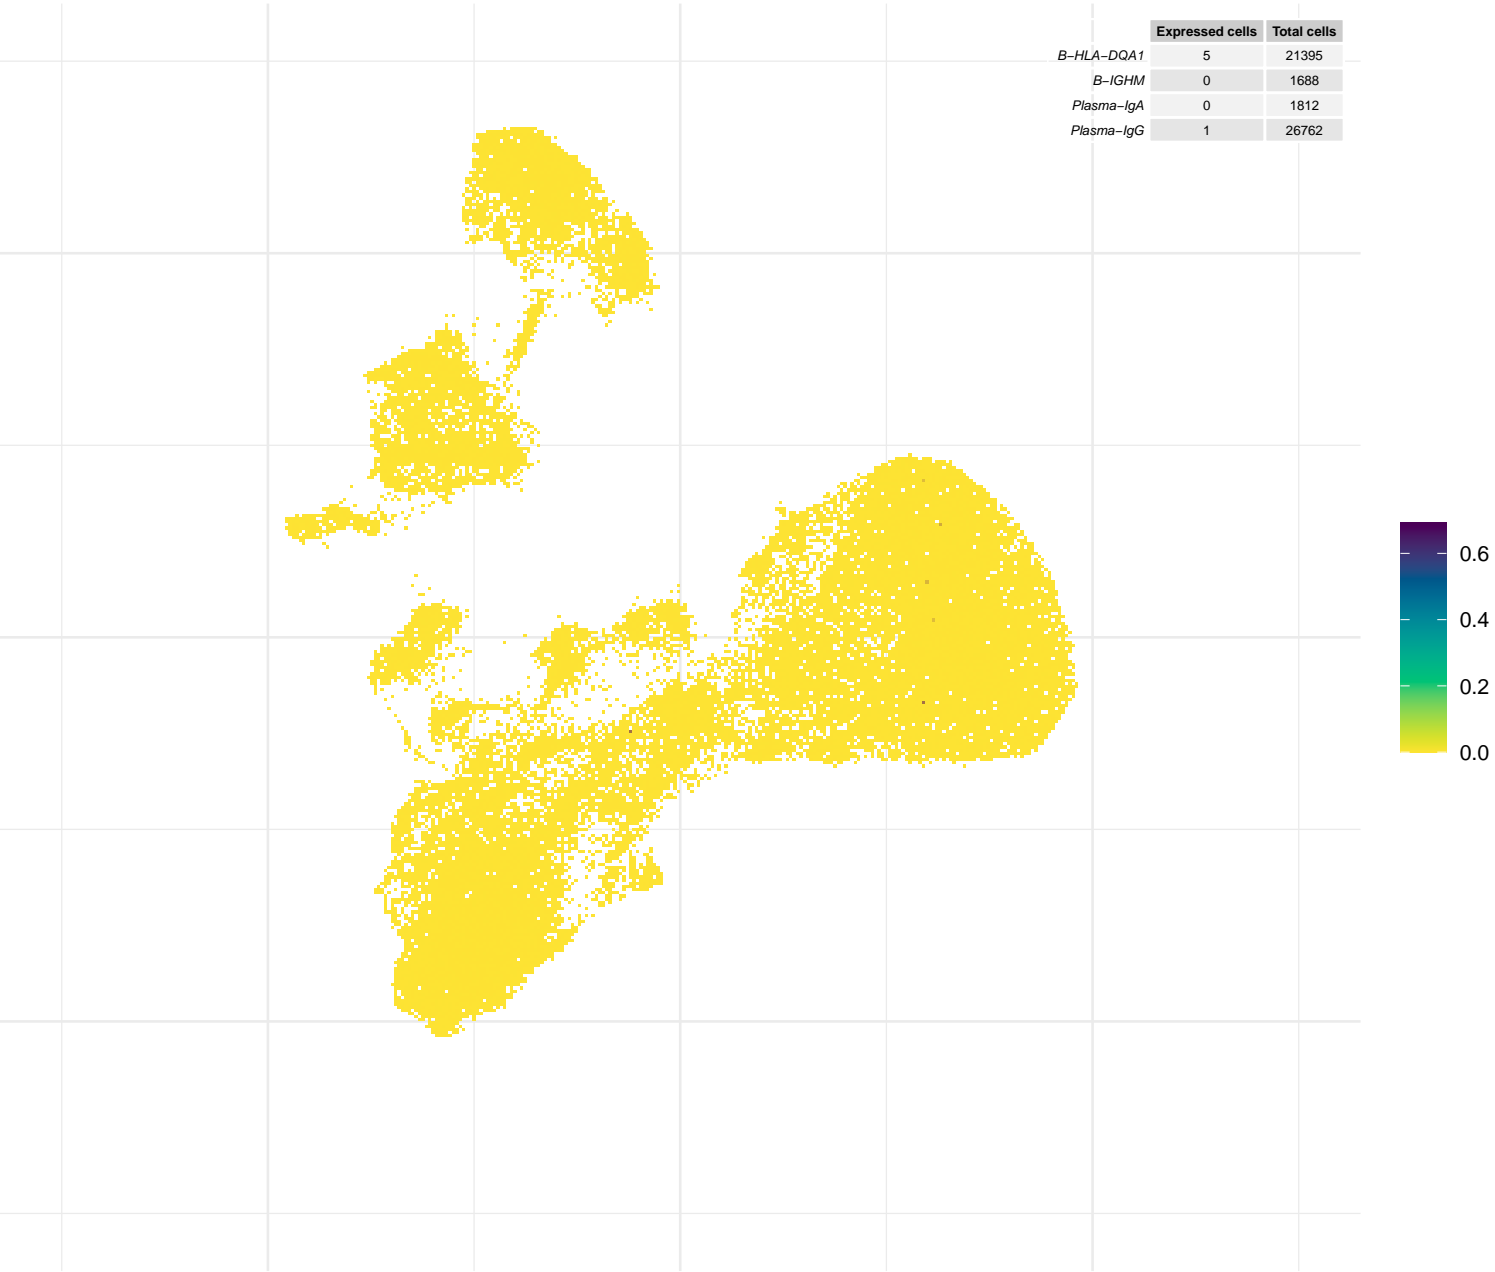 Expressed cells Total cells
B−HLA−DQA1 5 21395
B−IGHM 0 1688
Plasma−IgA 0 1812
Plasma−IgG 1 26762
0.6
0.4
0.2
0.0